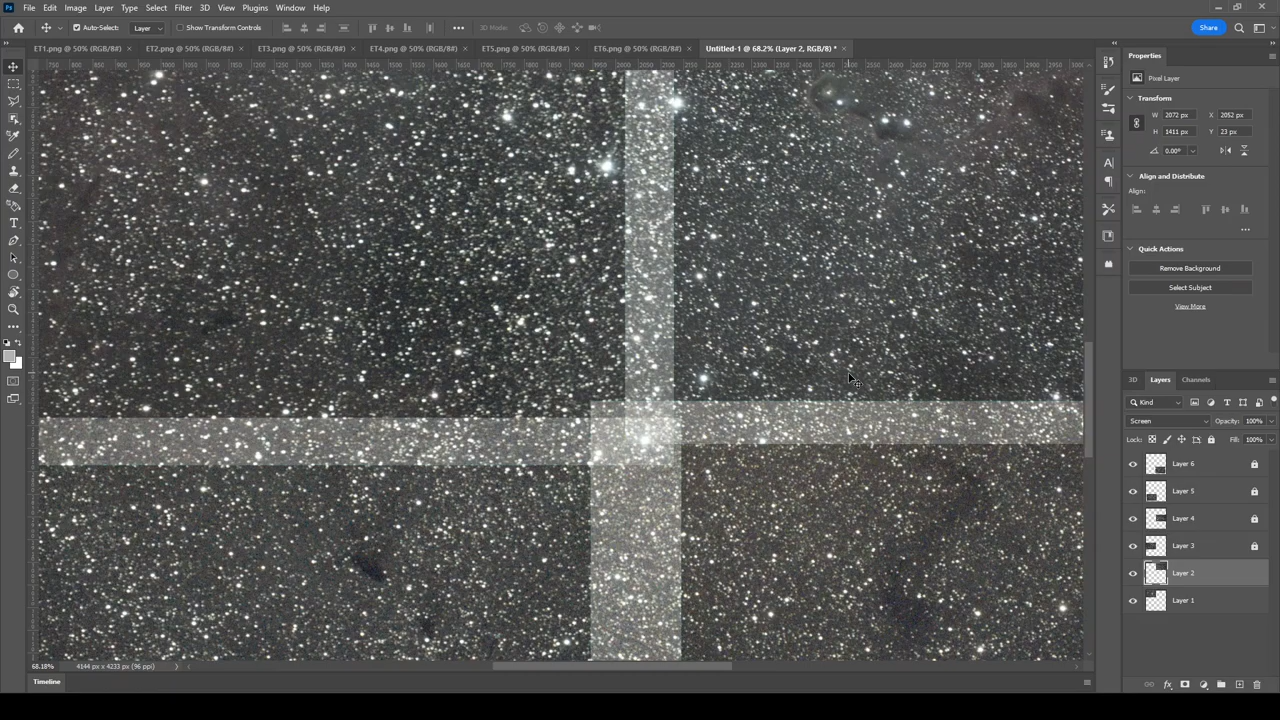 Ps File Edit Image Layer Type Select Filter 3D View Plugins Window Help
Auto-Select: Layer Show Transform Controls 3D Mode: Share
ET1.png @ 50% (RGB/8#) × ET2.png @ 50% (RGB/8#) × ET3.png @ 50% (RGB/8#) × ET4.png @ 50% (RGB/8#) × ET5.png @ 50% (RGB/8#) × ET6.png @ 50% (RGB/8#) × Untitled-1 @ 68.2% (Layer 2, RGB/8) * ×
Properties
Pixel Layer
Transform
W 2072 px X 2052 px
H 1411 px Y 23 px
0.00°
Align and Distribute
Align:
Quick Actions
Remove Background
Select Subject
View More
3D Layers Channels
Kind
Screen Opacity: 100%
Lock: Fill: 100%
Layer 6
Layer 5
Layer 4
Layer 3
Layer 2
Layer 1
68.18% 4144 px x 4233 px (96 ppi)
Timeline